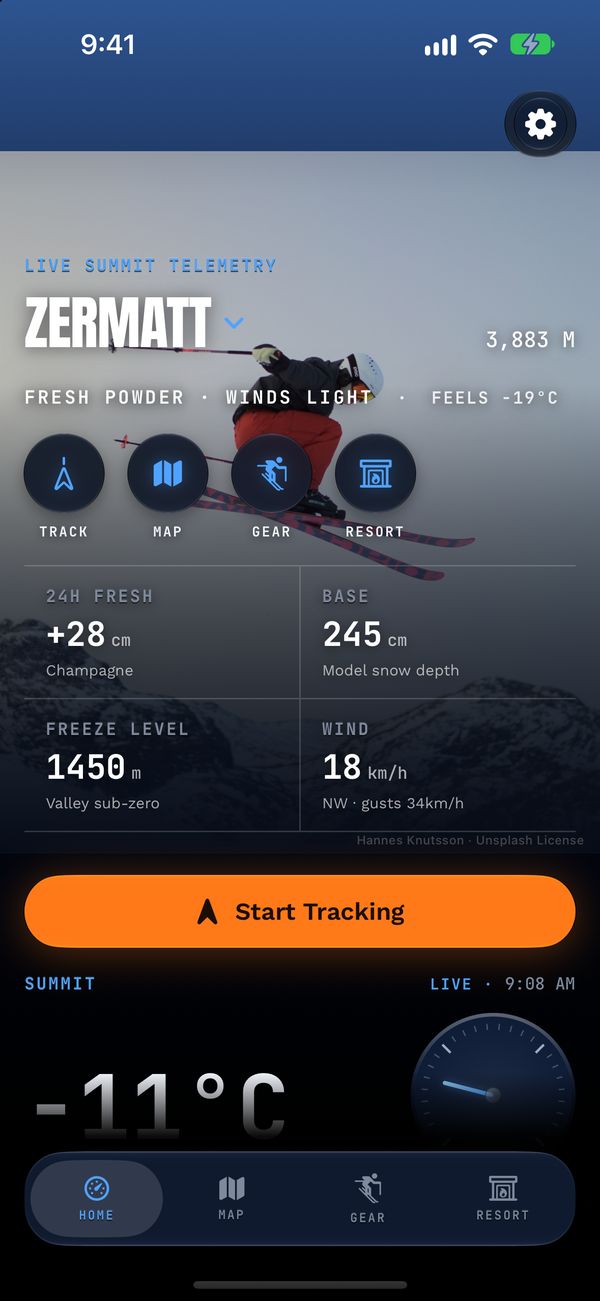 9:41
LIVE SUMMIT TELEMETRY
ZERMATT
3,883 M
FRESH POWDER · WINDS LIGHT · FEELS -19°C
TRACK MAP GEAR RESORT
24H FRESH
+28 cm
Champagne
BASE
245 cm
Model snow depth
FREEZE LEVEL
1450 m
Valley sub-zero
WIND
18 km/h
NW · gusts 34km/h
Hannes Knutsson · Unsplash License
Start Tracking
SUMMIT
LIVE · 9:08 AM
-11°C
HOME MAP GEAR RESORT